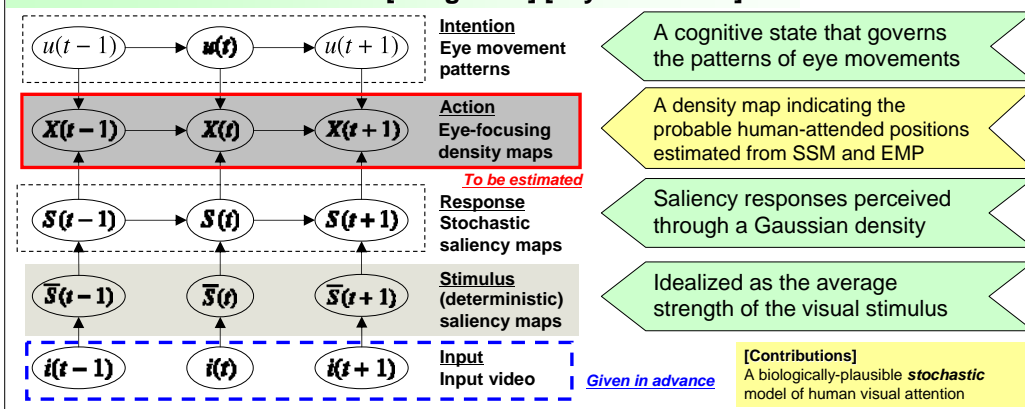 Intention
Eye movement
patterns
u(t − 1) u(t) u(t + 1)
A cognitive state that governs
the patterns of eye movements
Action
Eye-focusing
density maps
X(t − 1) X(t) X(t + 1)
To be estimated
A density map indicating the
probable human-attended positions
estimated from SSM and EMP
Response
Stochastic
saliency maps
S(t − 1) S(t) S(t + 1)
Saliency responses perceived
through a Gaussian density
Stimulus
(deterministic)
saliency maps
S̅(t − 1) S̅(t) S̅(t + 1)
Idealized as the average
strength of the visual stimulus
Input
Input video
i(t − 1) i(t) i(t + 1)
Given in advance
[Contributions]
A biologically-plausible stochastic
model of human visual attention